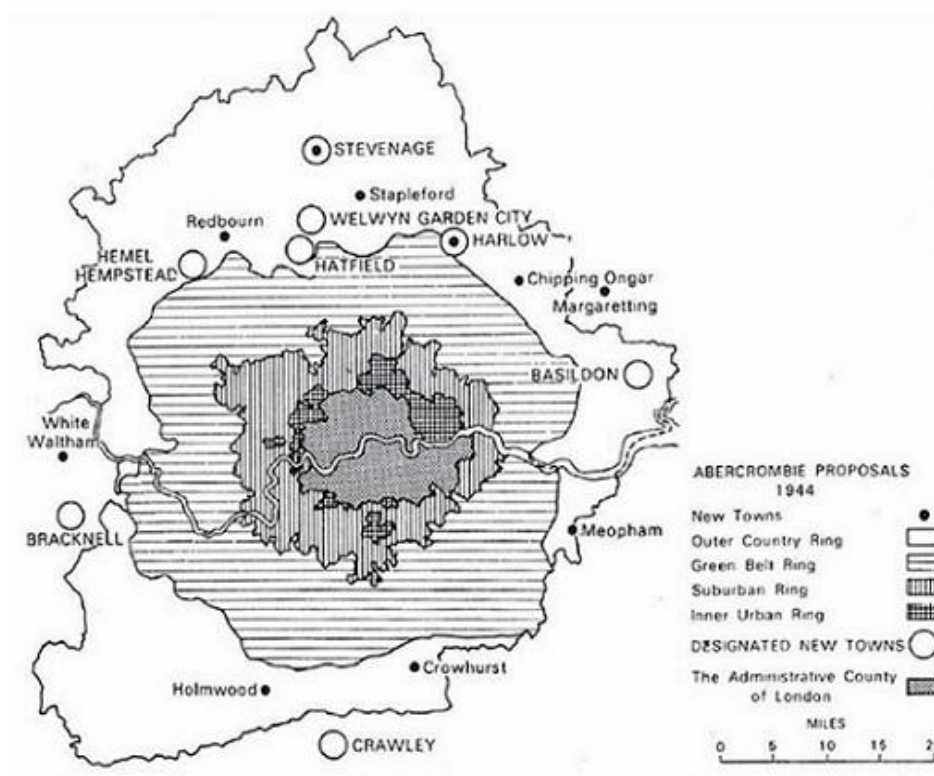 STEVENAGE
Stapleford
WELWYN GARDEN CITY
Redbourn
HARLOW
HEMEL
HEMPSTEAD
HATFIELD
Chipping Ongar
Margaretting
BASILDON
White
Waltham
ABERCROMBIE PROPOSALS
1944
New Towns
Outer Country Ring
Green Belt Ring
Suburban Ring
Inner Urban Ring
DESIGNATED NEW TOWNS
The Administrative County
of London
MILES
0 5 10 15
BRACKNELL
Meopham
Crowhurst
Holmwood
CRAWLEY